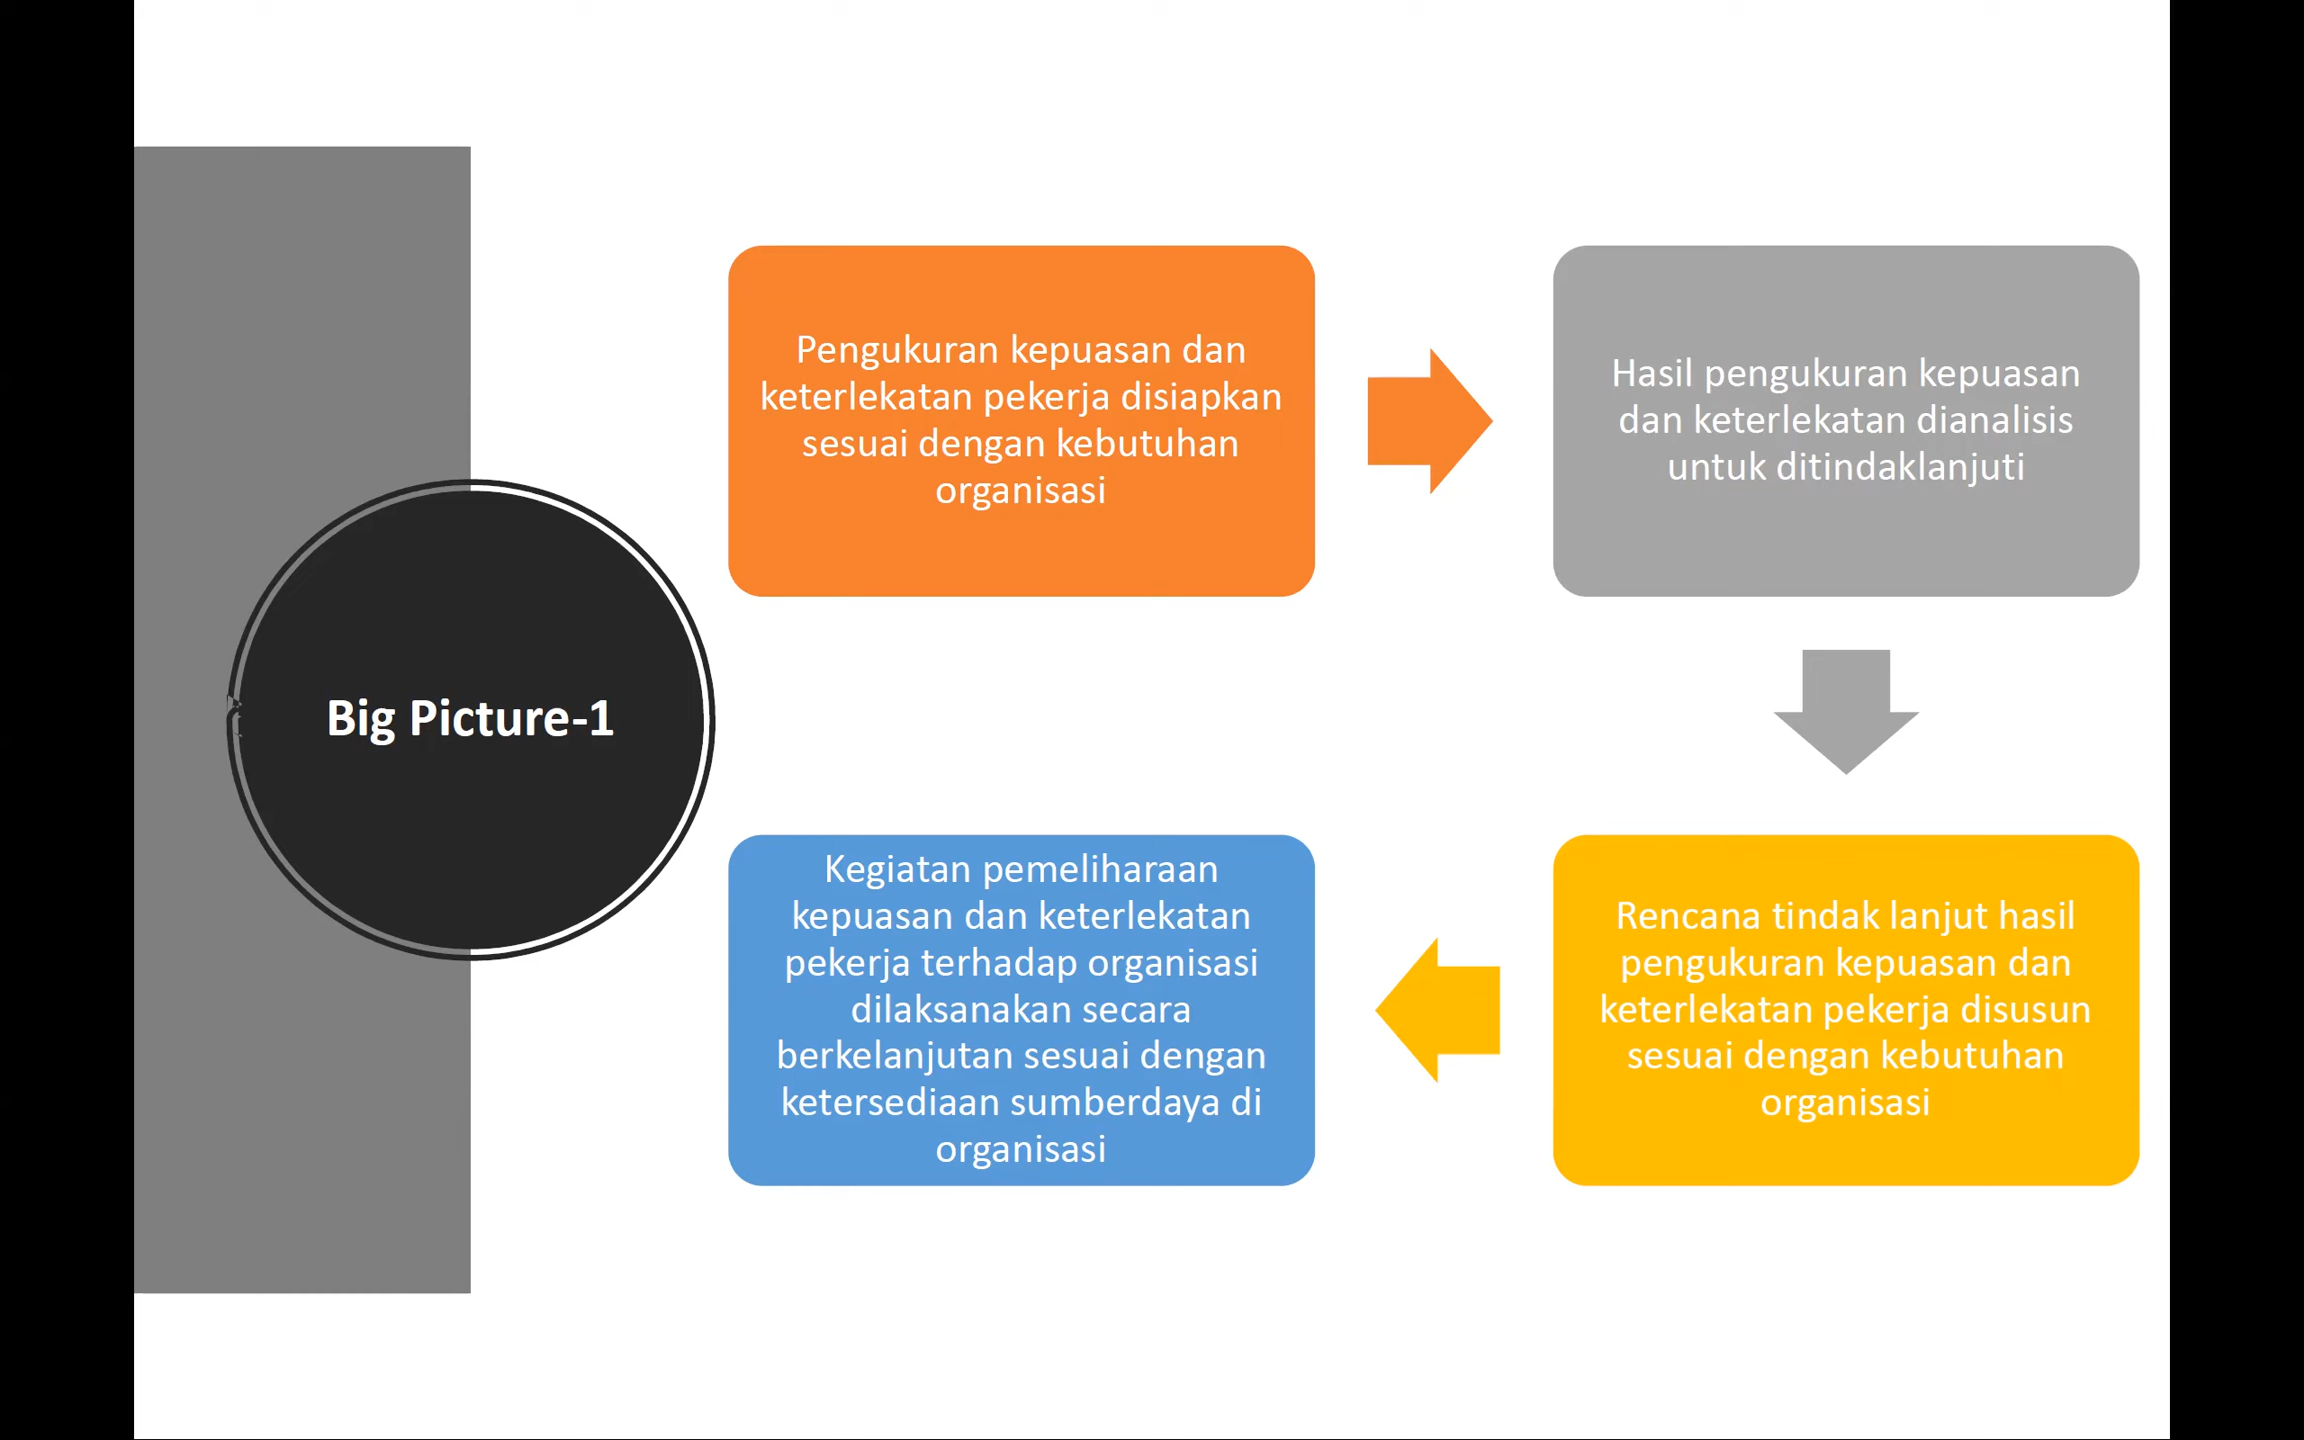 Big Picture-1
Pengukuran kepuasan dan
keterlekatan pekerja disiapkan
sesuai dengan kebutuhan
organisasi
Hasil pengukuran kepuasan
dan keterlekatan dianalisis
untuk ditindaklanjuti
Rencana tindak lanjut hasil
pengukuran kepuasan dan
keterlekatan pekerja disusun
sesuai dengan kebutuhan
organisasi
Kegiatan pemeliharaan
kepuasan dan keterlekatan
pekerja terhadap organisasi
dilaksanakan secara
berkelanjutan sesuai dengan
ketersediaan sumberdaya di
organisasi